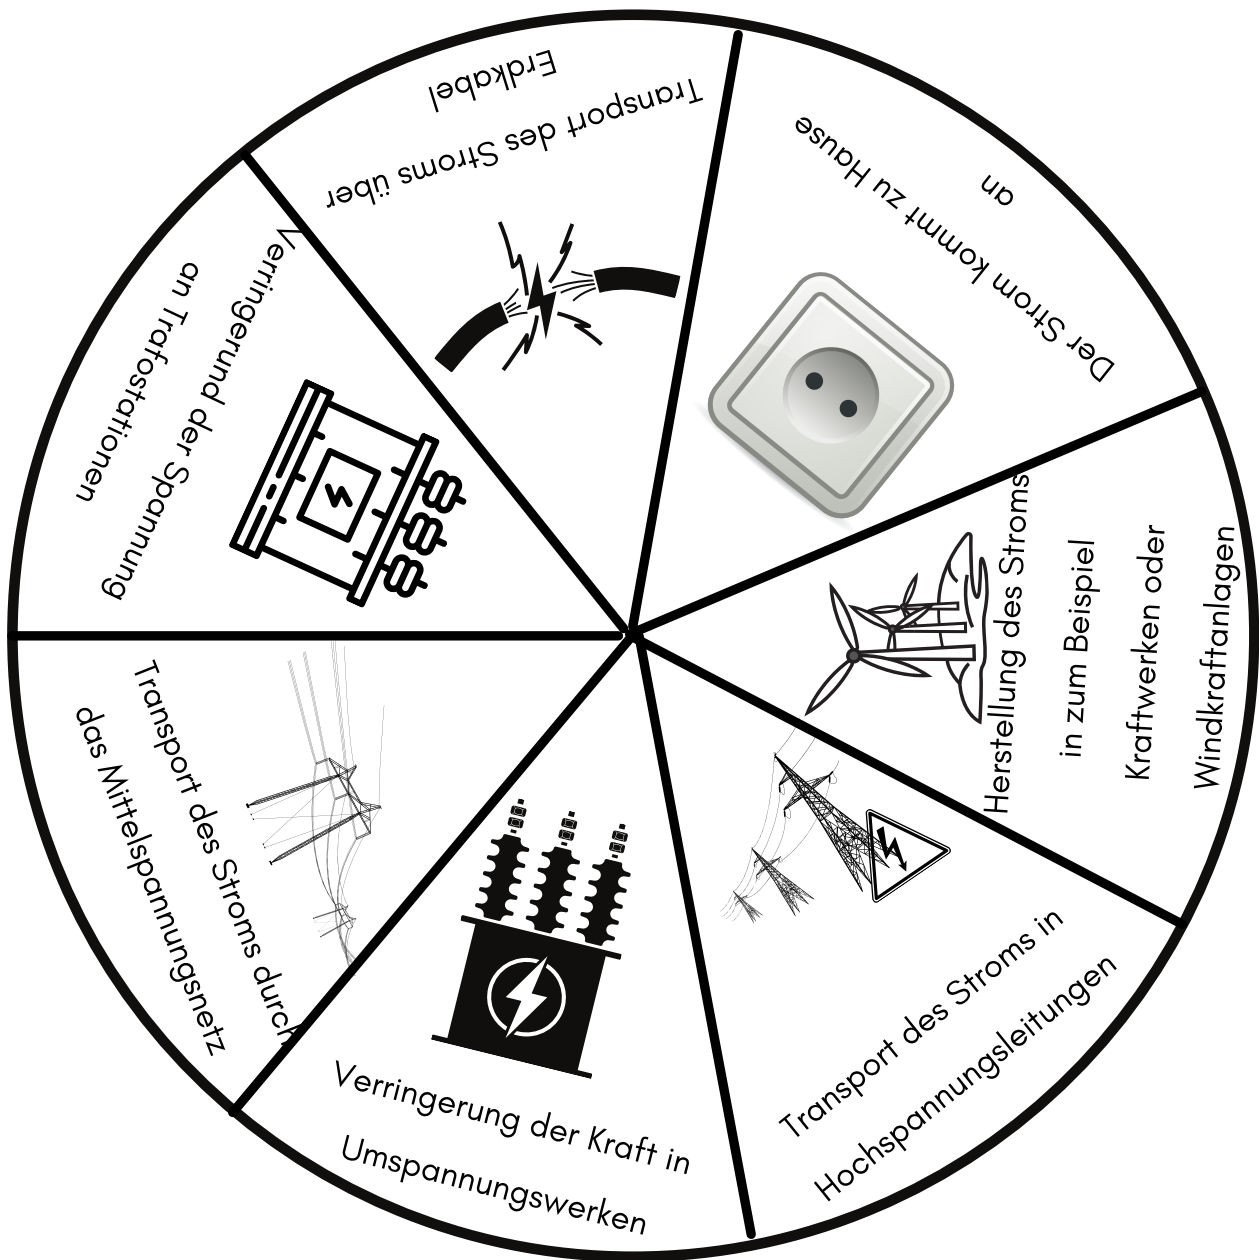 Herstellung des Stroms
in zum Beispiel
Kraftwerken oder
Windkraftanlagen
Transport des Stroms in
Hochspannungsleitungen
Verringerung der Kraft in
Umspannungswerken
Transport des Stroms durch
das Mittelspannungsnetz
Verringerund der Spannung
an Trafostationen
Transport des Stroms über
Erdkabel
Der Strom kommt zu Hause
an